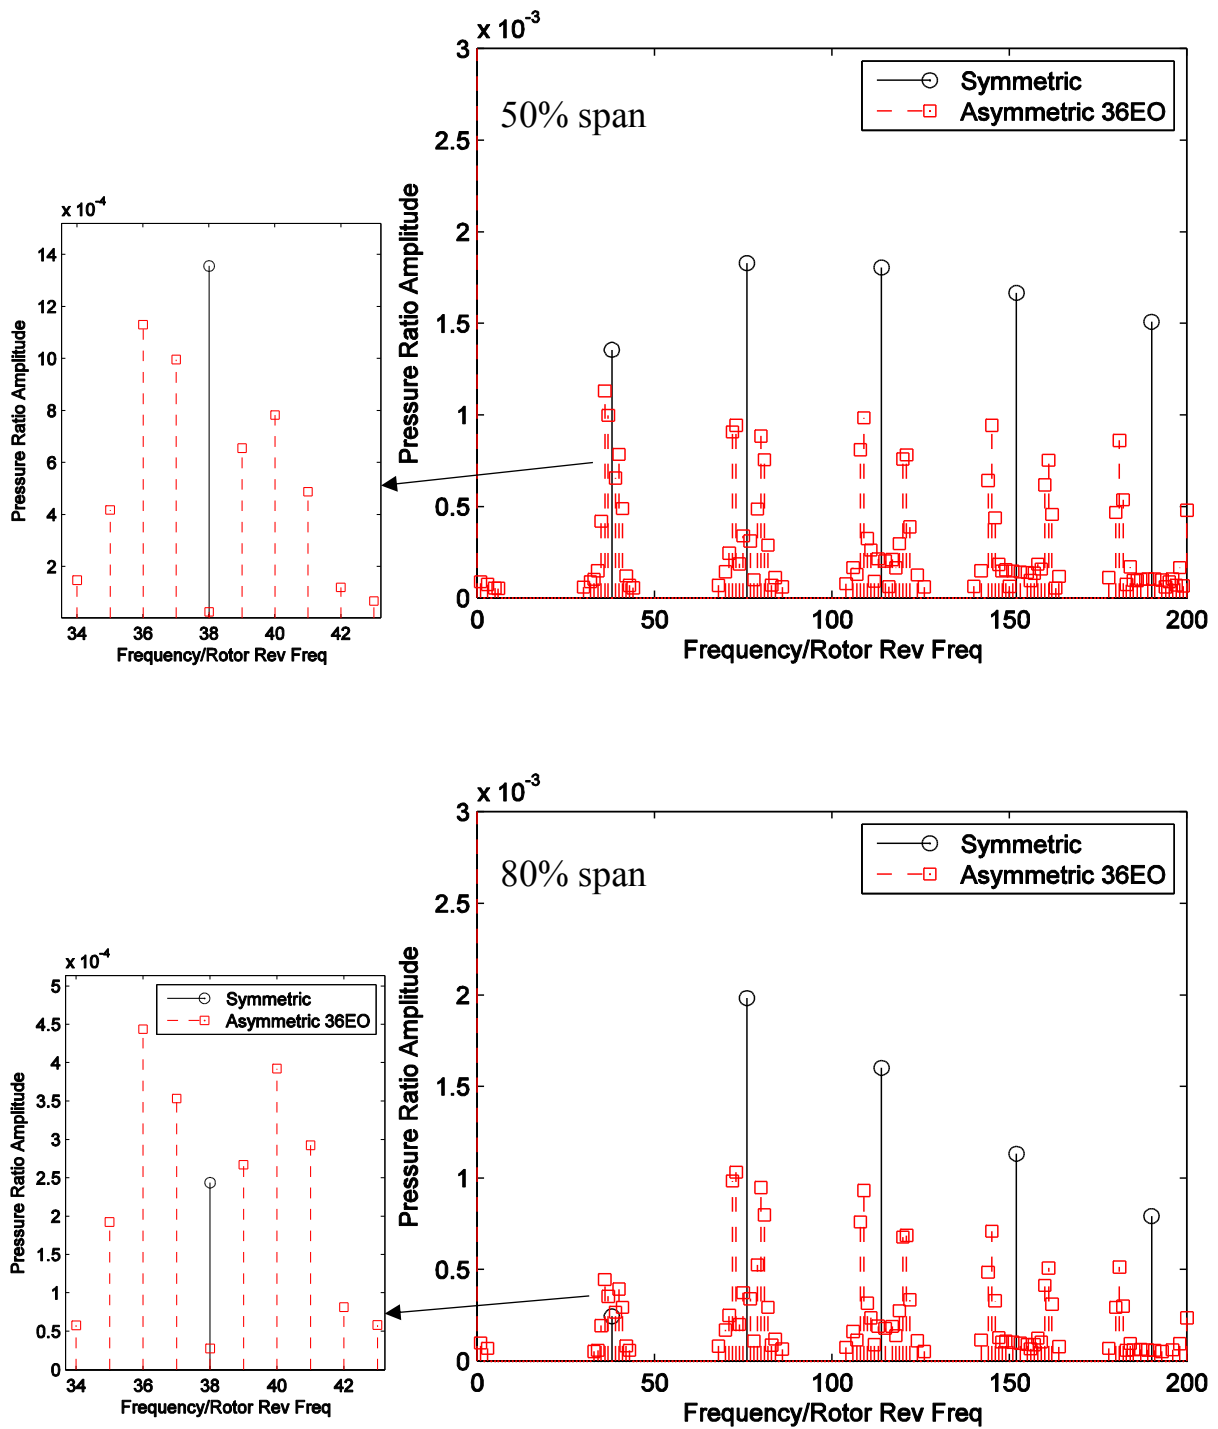 x 10-3
3
2.5
2
1.5
1
0.5
0
0
50
100
150
200
Pressure Ratio Amplitude
Frequency/Rotor Rev Freq
50% span
Symmetric
Asymmetric 36EO
x 10-4
14
12
10
8
6
4
2
34
36
38
40
42
Pressure Ratio Amplitude
Frequency/Rotor Rev Freq
x 10-3
3
2.5
2
1.5
1
0.5
0
0
50
100
150
200
Pressure Ratio Amplitude
Frequency/Rotor Rev Freq
80% span
Symmetric
Asymmetric 36EO
x 10-4
5
4.5
4
3.5
3
2.5
2
1.5
1
0.5
0
34
36
38
40
42
Pressure Ratio Amplitude
Frequency/Rotor Rev Freq
Symmetric
Asymmetric 36EO